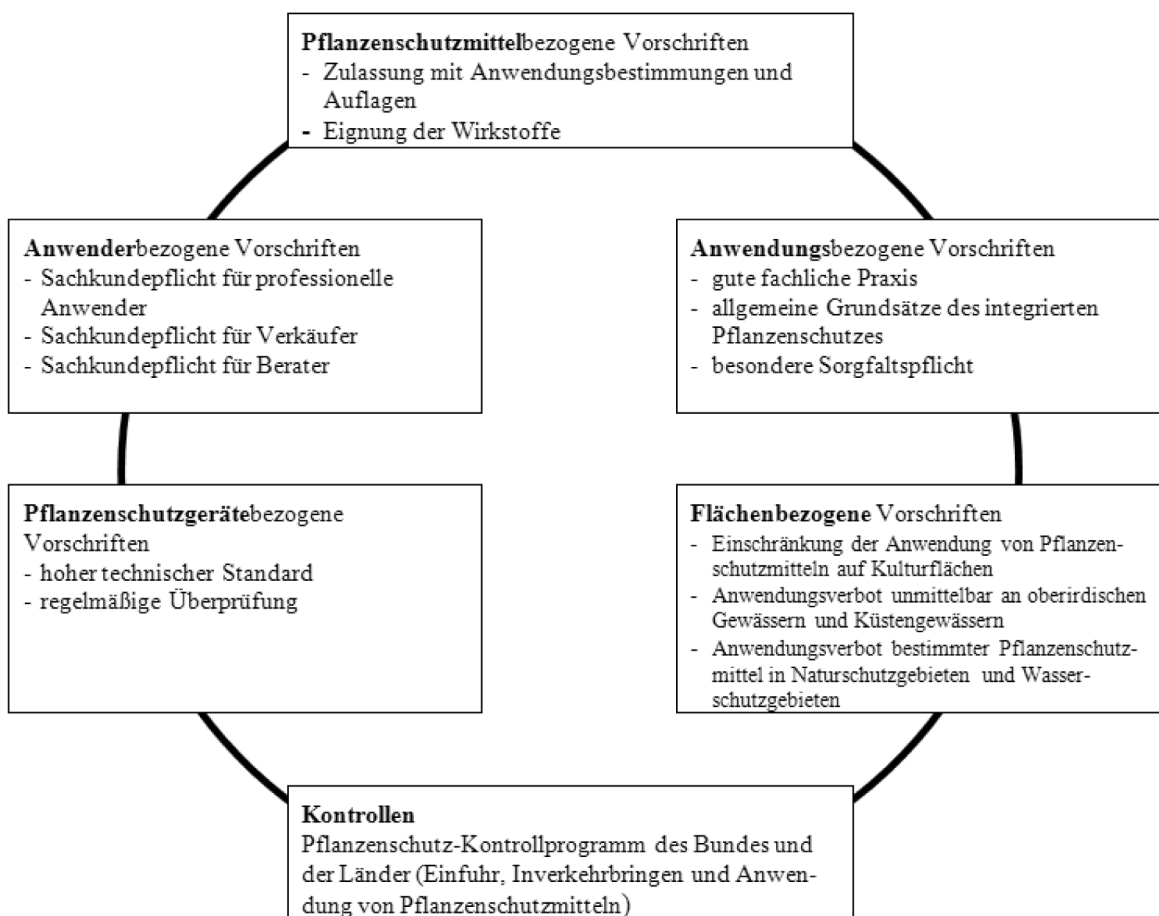 Pflanzenschutzmittelbezogene Vorschriften
- Zulassung mit Anwendungsbestimmungen und
Auflagen
- Eignung der Wirkstoffe
Anwenderbezogene Vorschriften
- Sachkundepflicht für professionelle
Anwender
- Sachkundepflicht für Verkäufer
- Sachkundepflicht für Berater
Anwendungsbezogene Vorschriften
- gute fachliche Praxis
- allgemeine Grundsätze des integrierten
Pflanzenschutzes
- besondere Sorgfaltspflicht
Pflanzenschutzgerätebezogene
Vorschriften
- hoher technischer Standard
- regelmäßige Überprüfung
Flächenbezogene Vorschriften
- Einschränkung der Anwendung von Pflanzen-
schutzmitteln auf Kulturflächen
- Anwendungsverbot unmittelbar an oberirdischen
Gewässern und Küstengewässern
- Anwendungsverbot bestimmter Pflanzenschutz-
mittel in Naturschutzgebieten und Wasser-
schutzgebieten
Kontrollen
Pflanzenschutz-Kontrollprogramm des Bundes und
der Länder (Einfuhr, Inverkehrbringen und Anwen-
dung von Pflanzenschutzmitteln)